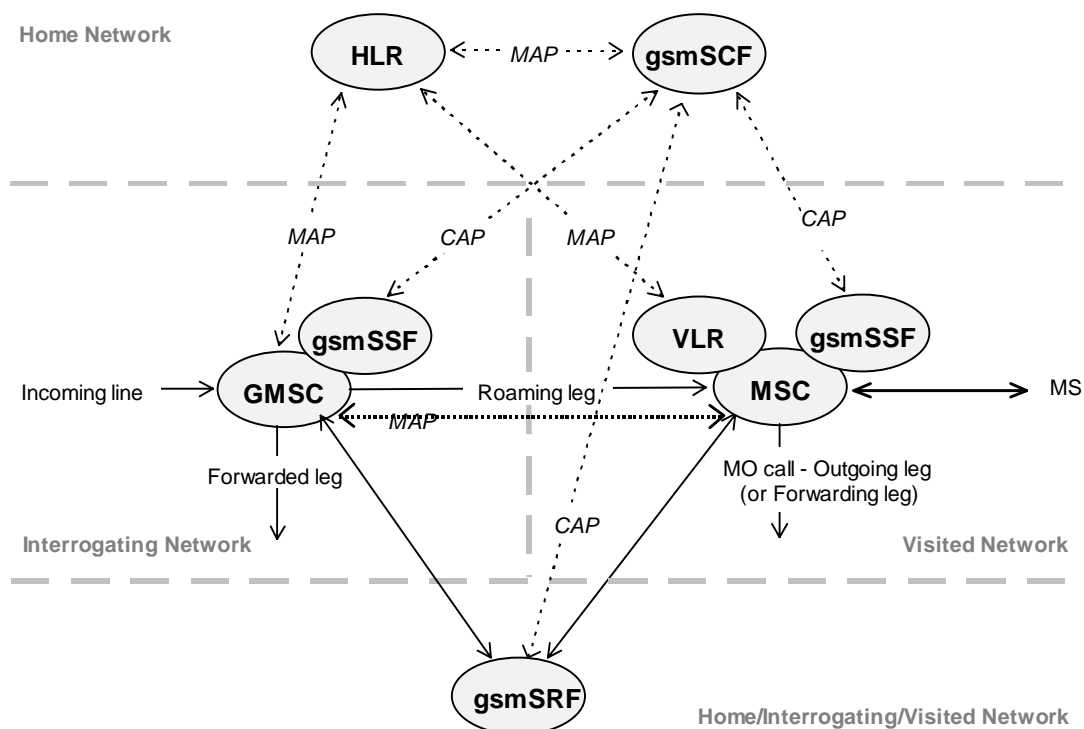 Home Network
HLR
MAP
gsmSCF
MAP
CAP
MAP
CAP
gsmSSF
VLR
gsmSSF
Incoming line
GMSC
Roaming leg
MSC
MS
MAP
Forwarded leg
MO call - Outgoing leg
(or Forwarding leg)
CAP
Interrogating Network
Visited Network
gsmSRF
Home/Interrogating/Visited Network